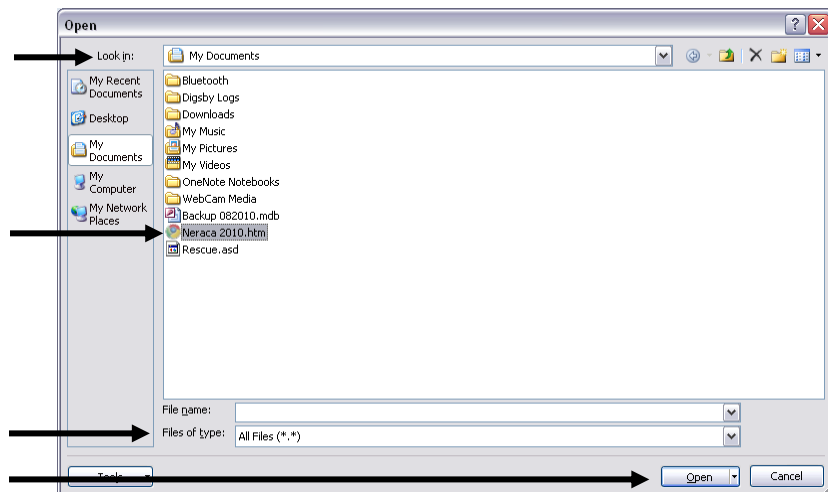 Open
Look in:
My Documents
My Recent
Documents
Desktop
My
Documents
My
Computer
My Network
Places
Bluetooth
Digsby Logs
Downloads
My Music
My Pictures
My Videos
OneNote Notebooks
WebCam Media
Backup 082010.mdb
Neraca 2010.htm
Rescue.asd
File name:
Files of type:
All Files (*.*)
Open
Cancel